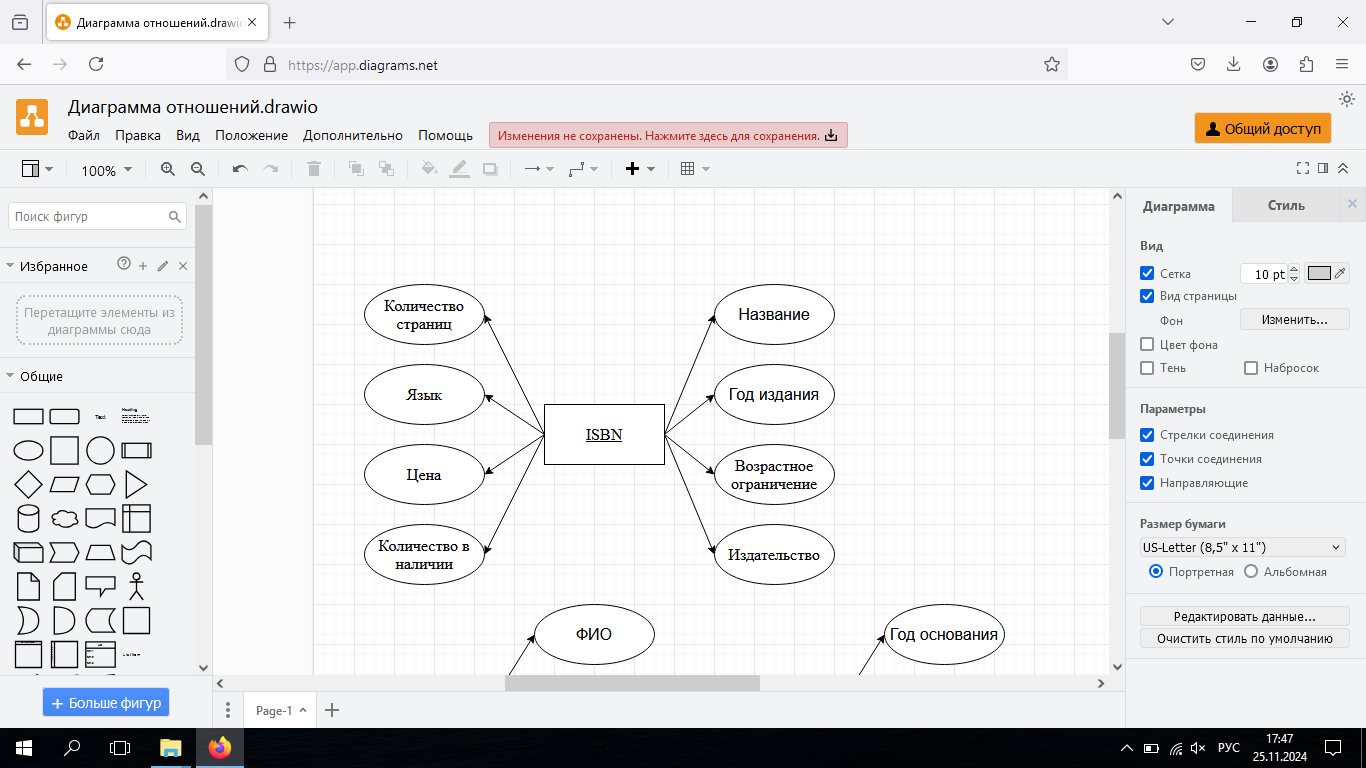 Диаграмма отношений.drawio
https://app.diagrams.net
Диаграмма отношений.drawio
Файл Правка Вид Положение Дополнительно Помощь
Изменения не сохранены. Нажмите здесь для сохранения.
Общий доступ
100%
Поиск фигур
Избранное
Перетащите элементы из
диаграммы сюда
Общие
Text
Heading
List Item
Больше фигур
Количество
страниц
Язык
Цена
Количество в
наличии
ISBN
Название
Год издания
Возрастное
ограничение
Издательство
ФИО
Год основания
Page-1
Диаграмма
Стиль
Вид
Сетка
10 pt
Вид страницы
Фон
Изменить...
Цвет фона
Тень
Набросок
Параметры
Стрелки соединения
Точки соединения
Направляющие
Размер бумаги
US-Letter (8,5" x 11")
Портретная
Альбомная
Редактировать данные...
Очистить стиль по умолчанию
РУС
17:47
25.11.2024